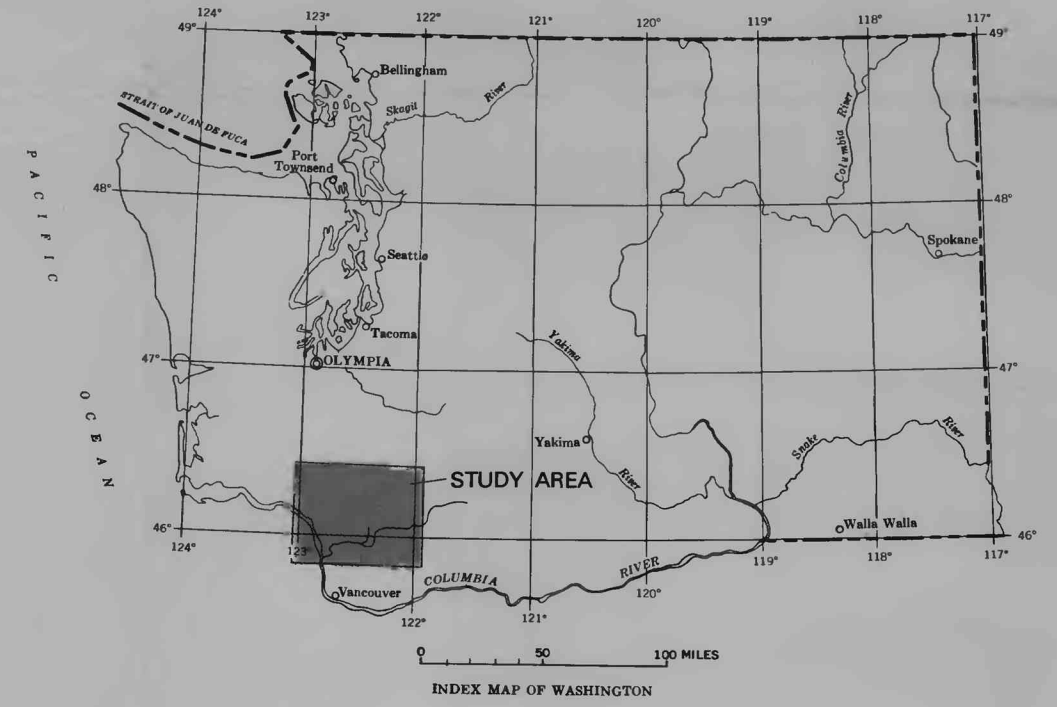 124°
123°
122°
121°
120°
119°
118°
117°
49°
49°
Bellingham
Skagit River
Columbia River
STRAIT OF JUAN DE FUCA
Port
Townsend
PACIFIC
OCEAN
48°
48°
Spokane
Seattle
Tacoma
OLYMPIA
47°
47°
Yakima River
Yakima
Snake River
STUDY AREA
46°
46°
Walla Walla
124°
123°
Vancouver
COLUMBIA RIVER
122°
121°
120°
119°
118°
117°
0 50 100 MILES
INDEX MAP OF WASHINGTON